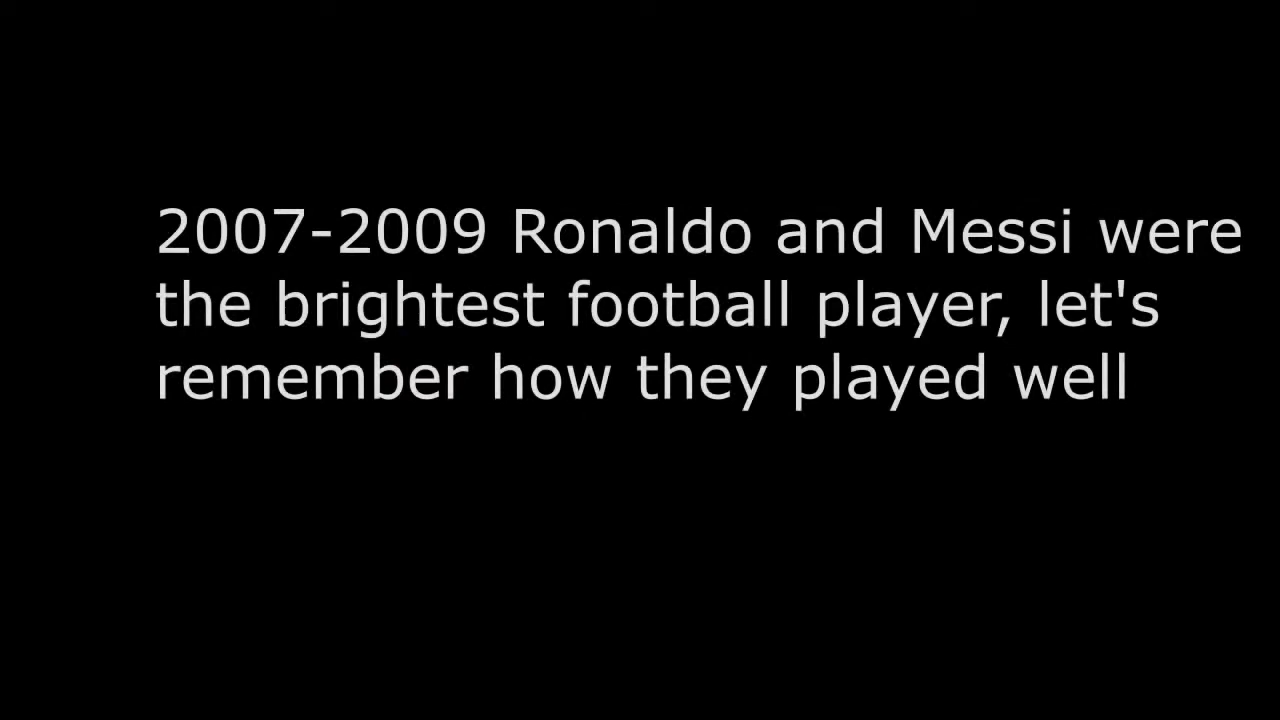 2007-2009 Ronaldo and Messi were
the brightest football player, let's
remember how they played well